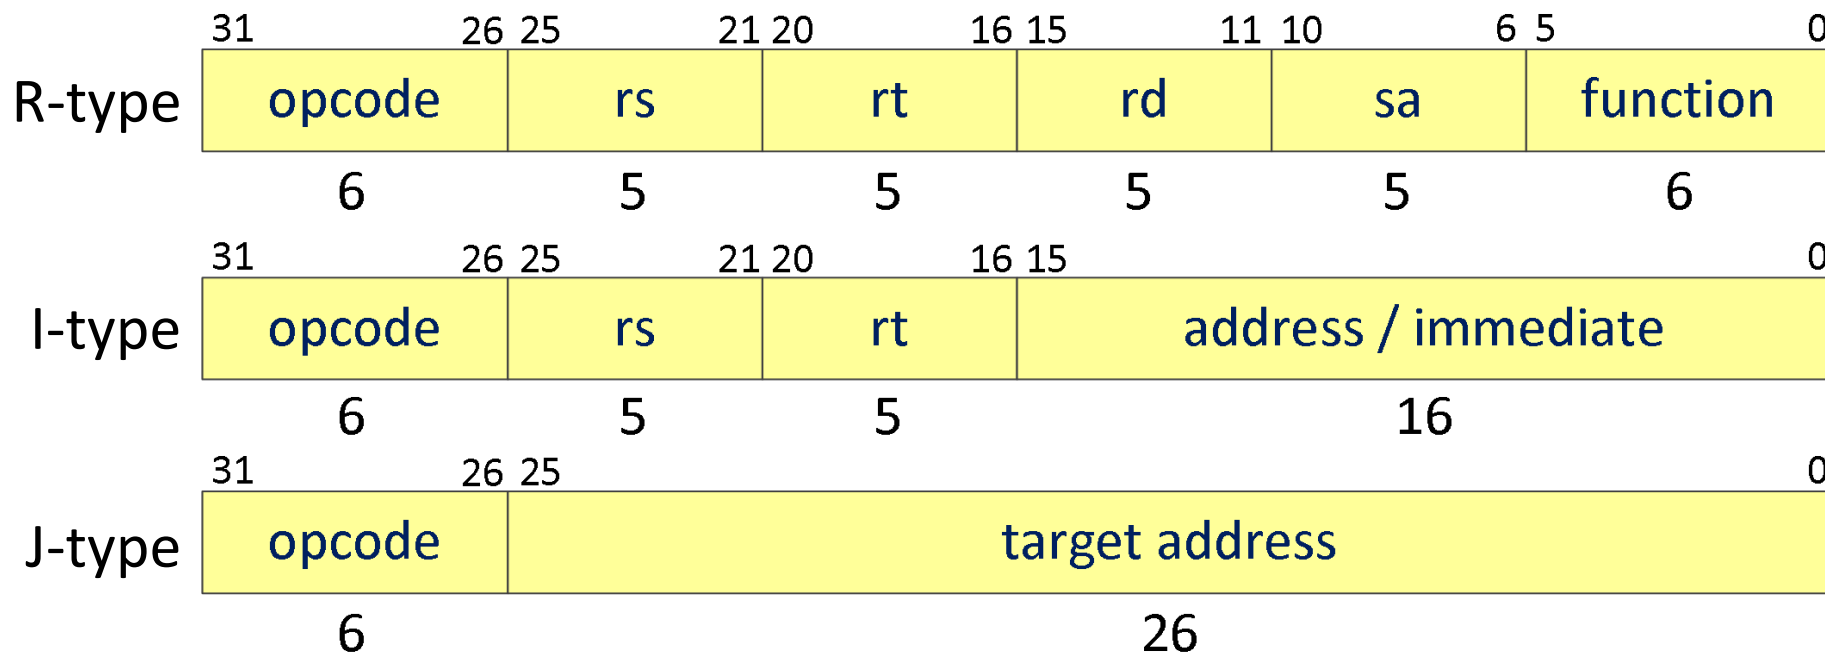 31 26 25 21 20 16 15 11 10 6 5 0
R-type opcode rs rt rd sa function
6 5 5 5 5 6
31 26 25 21 20 16 15 0
I-type opcode rs rt address / immediate
6 5 5 16
31 26 25 0
J-type opcode target address
6 26